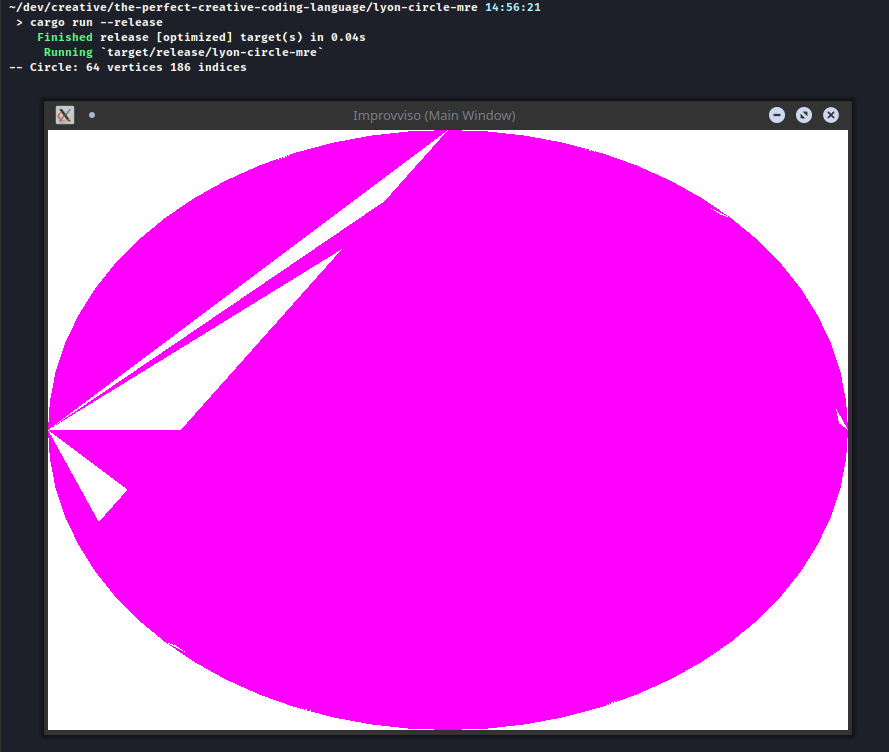 ~/dev/creative/the-perfect-creative-coding-language/lyon-circle-mre 14:56:21
> cargo run --release
Finished release [optimized] target(s) in 0.04s
Running `target/release/lyon-circle-mre`
-- Circle: 64 vertices 186 indices
Improvviso (Main Window)